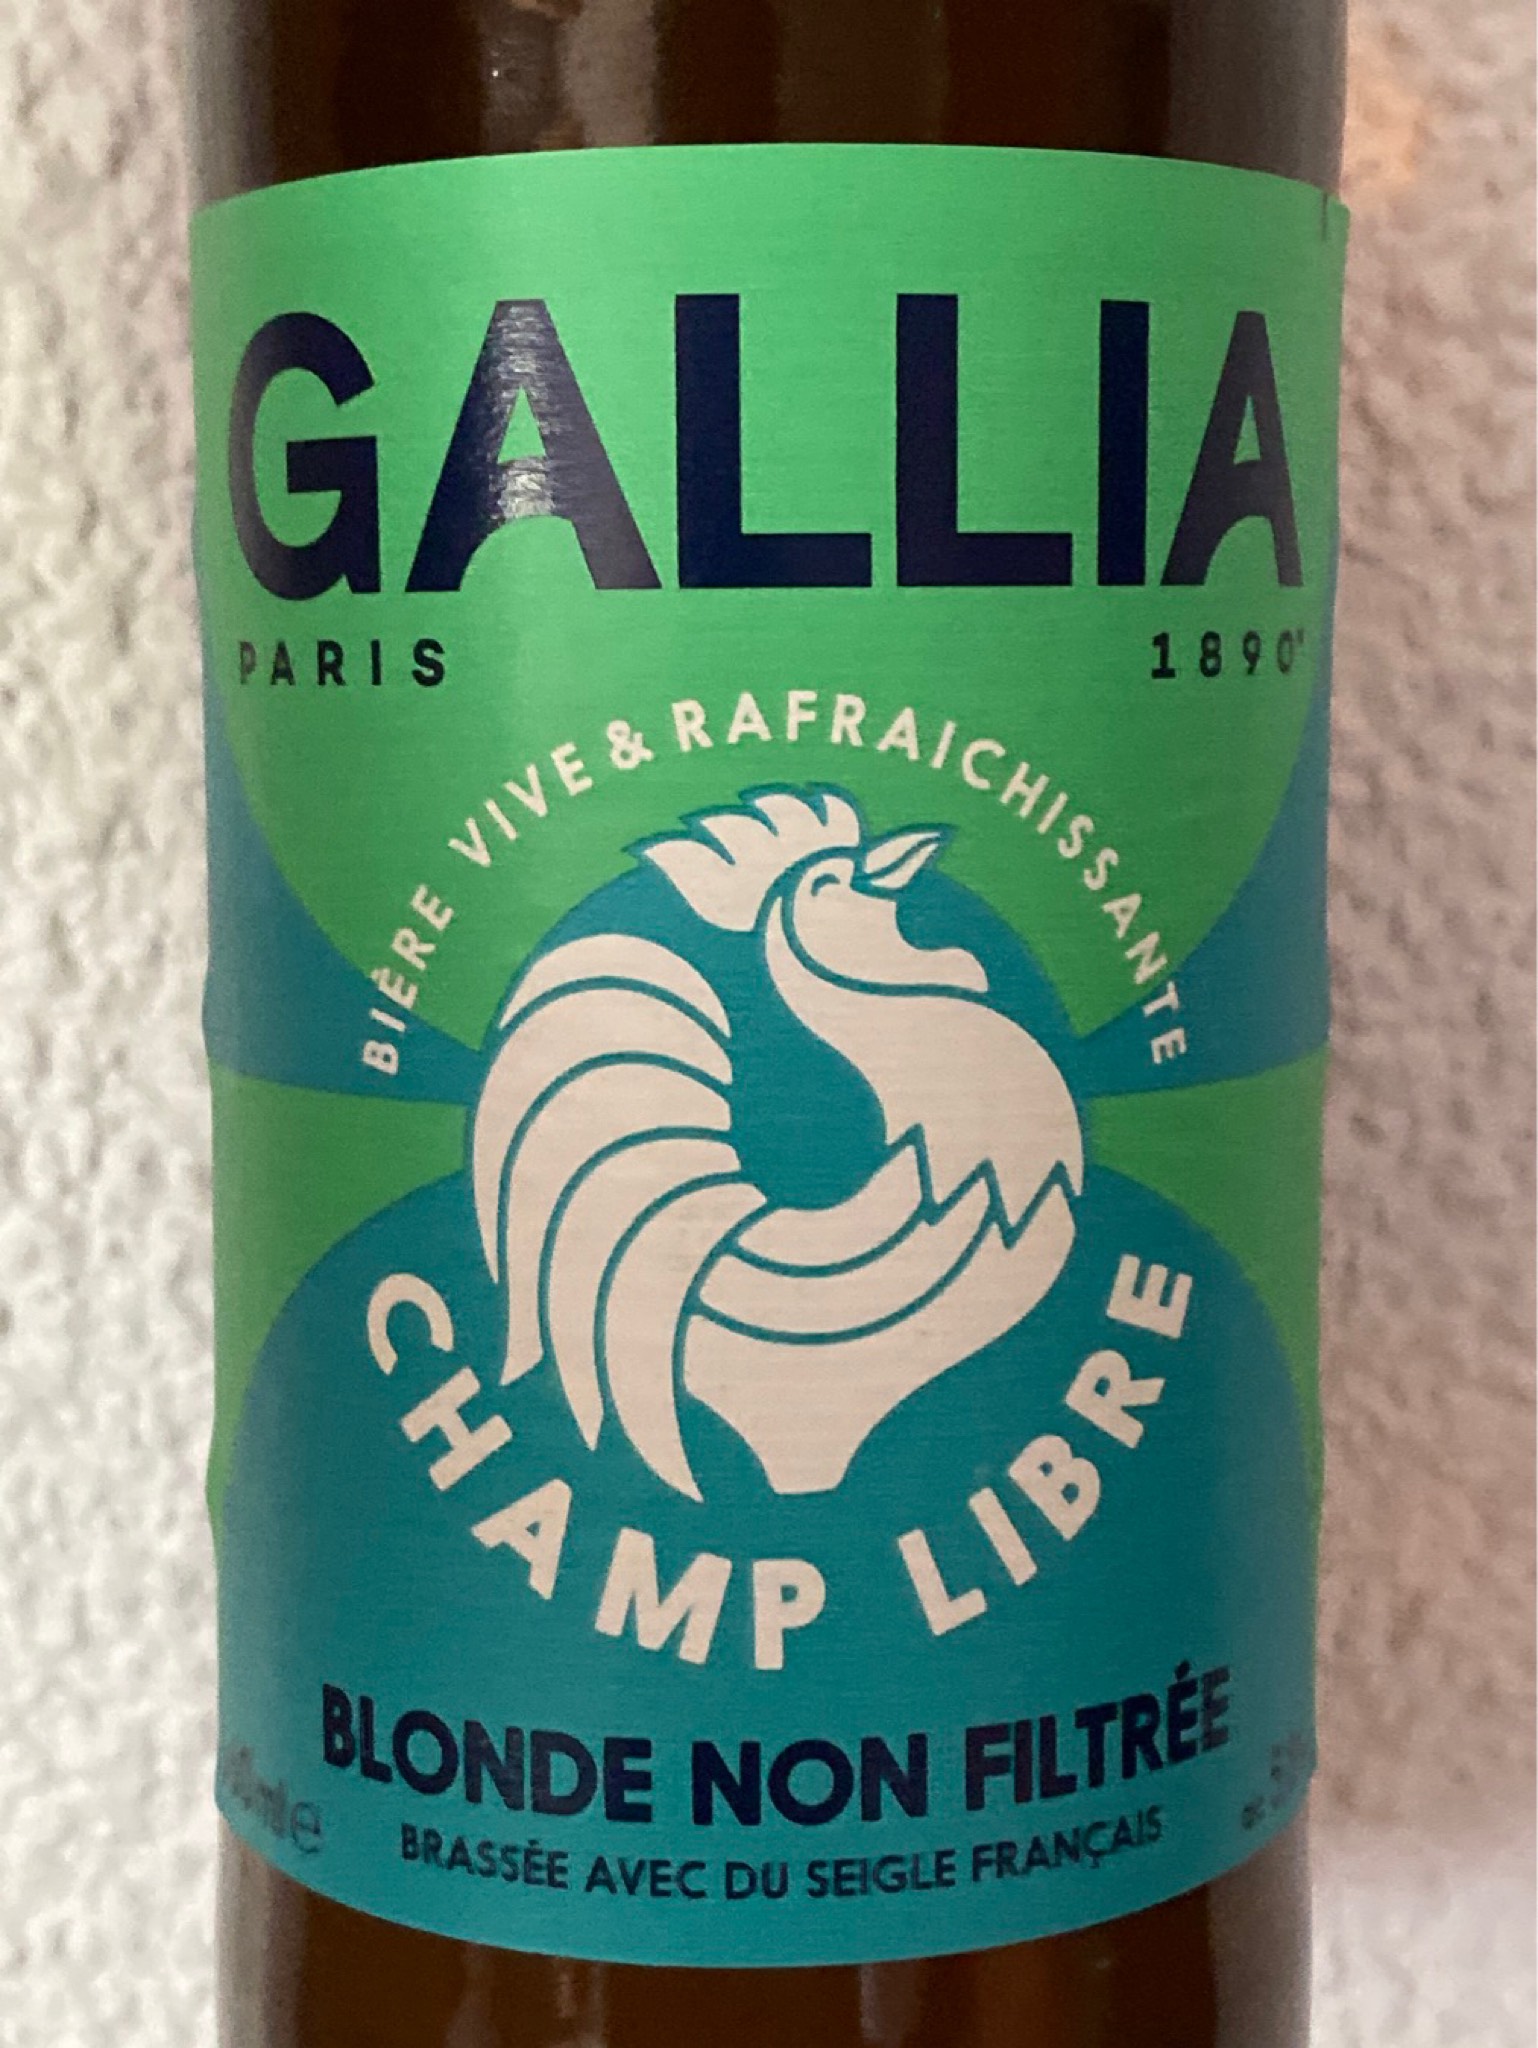 GALLIA
PARIS
1890
BIÈRE VIVE & RAFRAICHISSANTE
CHAMP LIBRE
BLONDE NON FILTRÉE
BRASSÉE AVEC DU SEIGLE FRANÇAIS